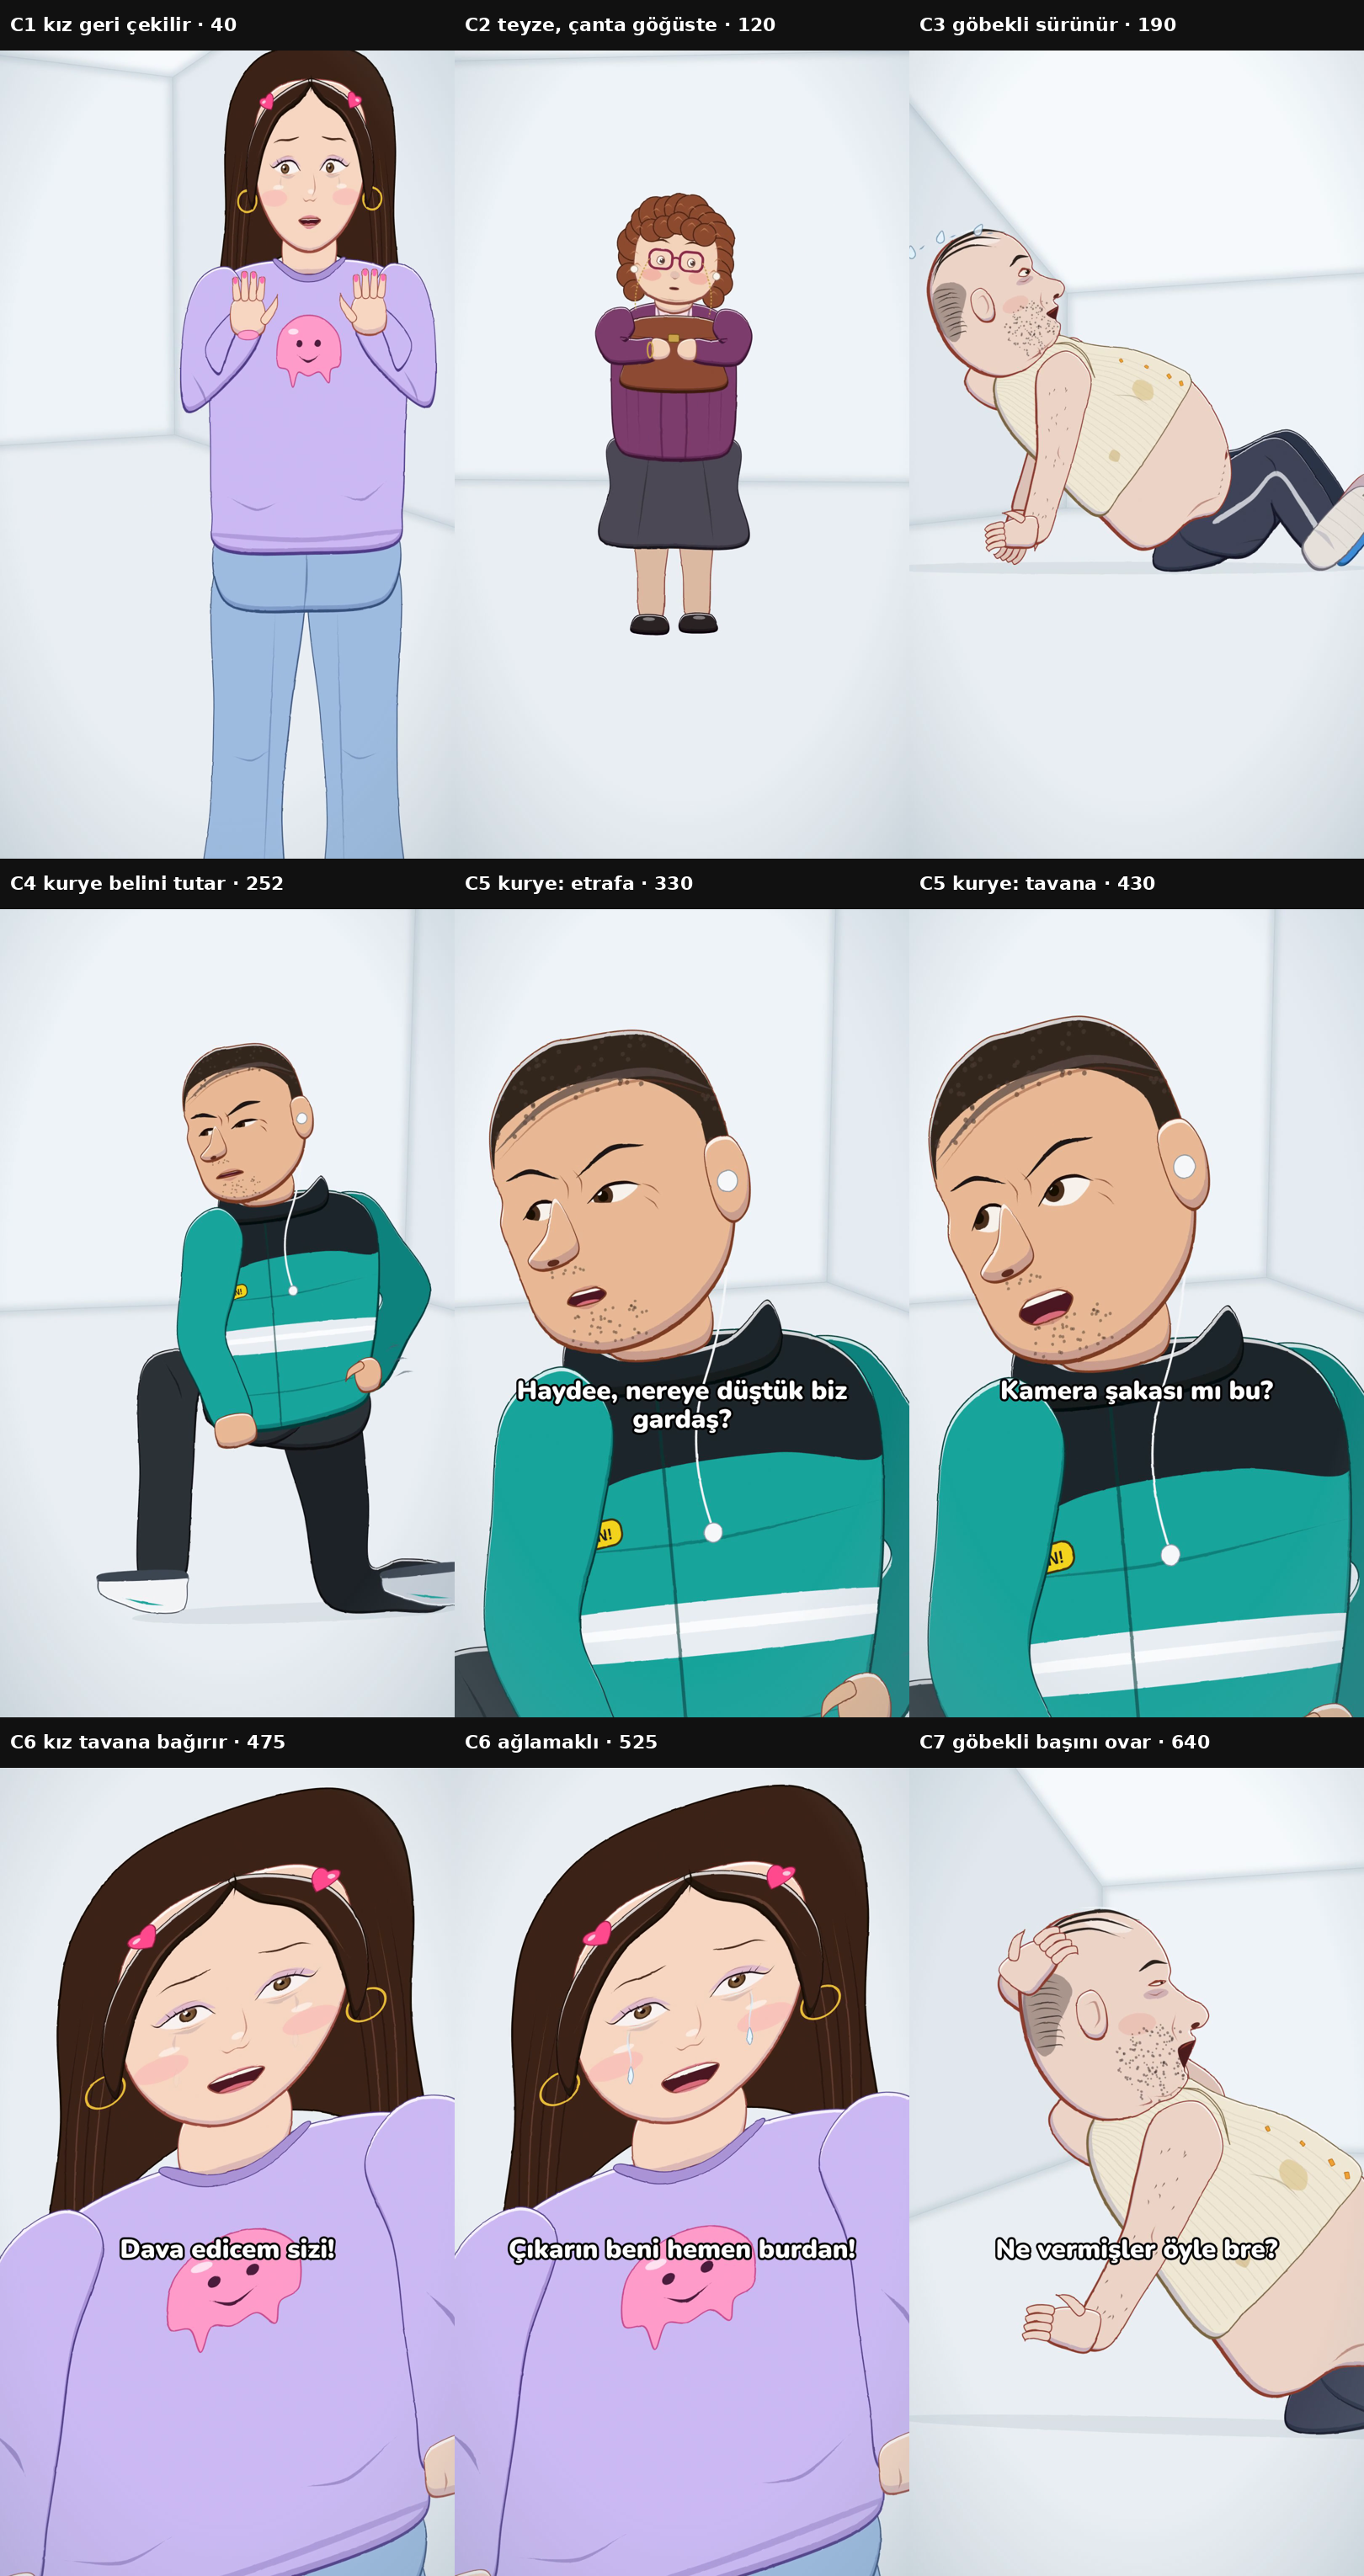 C1 kız geri çekilir · 40
C2 teyze, çanta göğüste · 120
C3 göbekli sürünür · 190
C4 kurye belini tutar · 252
C5 kurye: etrafa · 330
C5 kurye: tavana · 430
N!
Haydee, nereye düştük biz
gardaş?
N!
Kamera şakası mı bu?
N!
C6 kız tavana bağırır · 475
C6 ağlamaklı · 525
C7 göbekli başını ovar · 640
Dava edicem sizi!
Çıkarın beni hemen burdan!
Ne vermişler öyle bre?